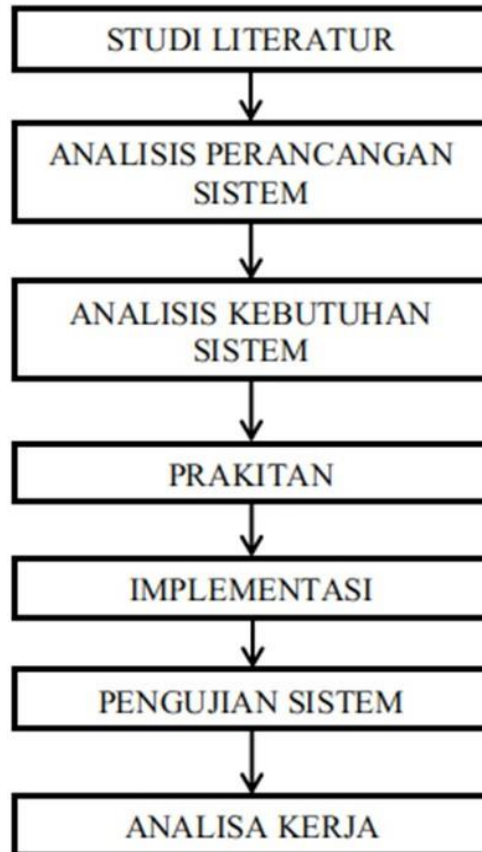 STUDI LITERATUR
ANALISIS PERANCANGAN
SISTEM
ANALISIS KEBUTUHAN
SISTEM
PRAKITAN
IMPLEMENTASI
PENGUJIAN SISTEM
ANALISA KERJA